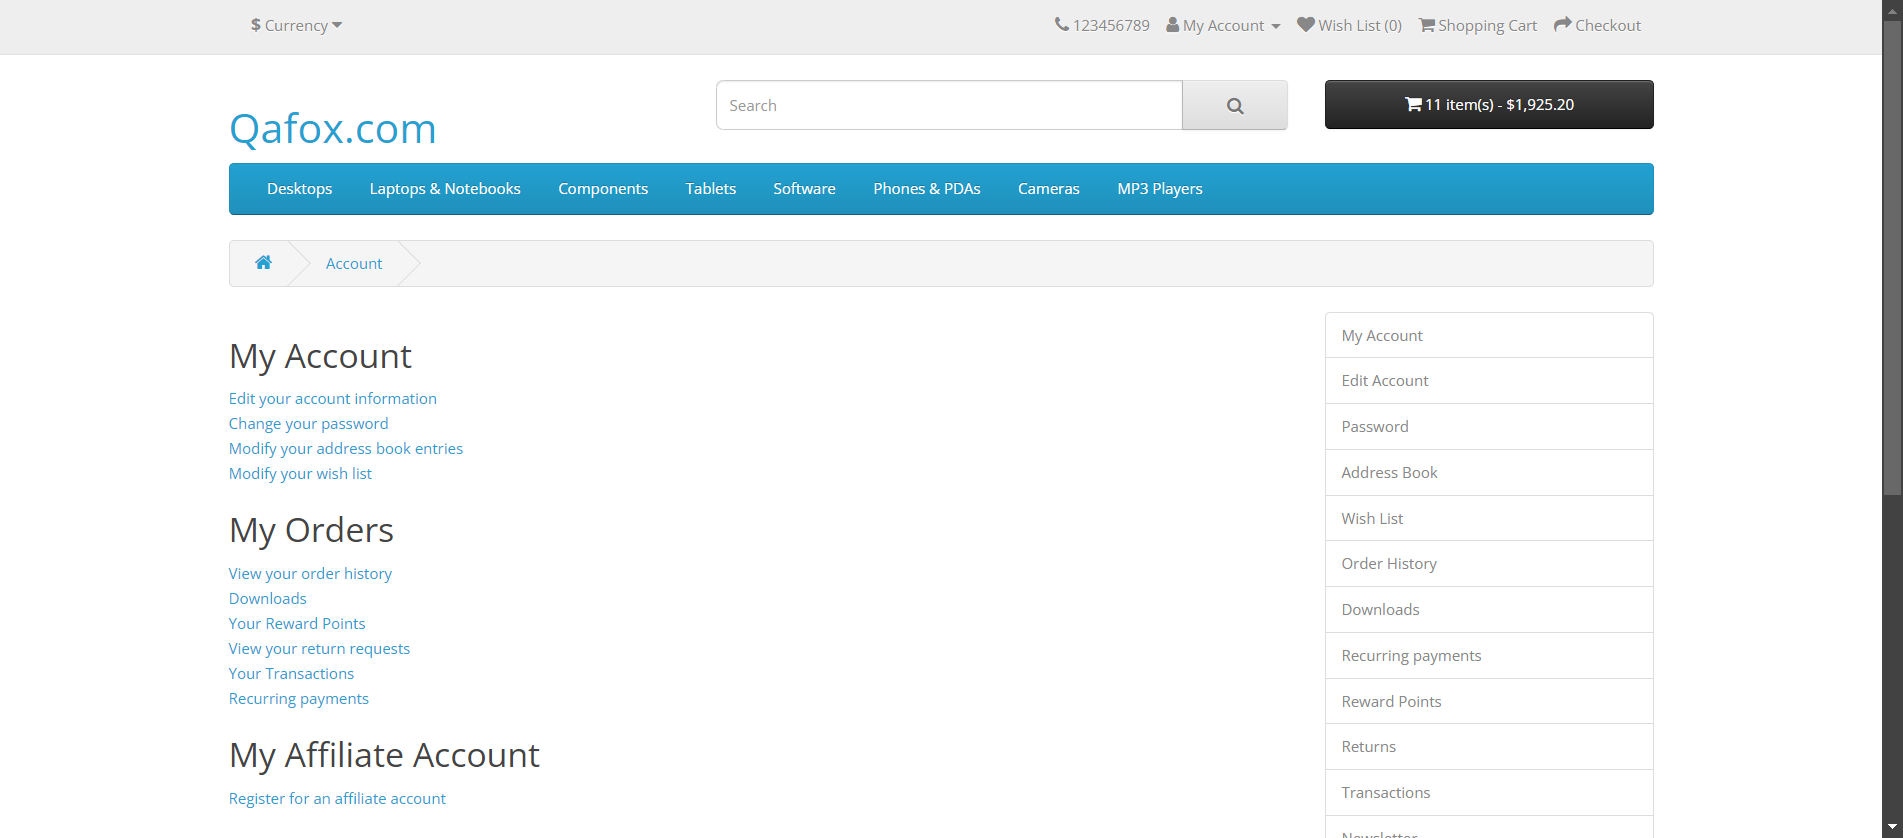 $ Currency
123456789 My Account Wish List (0) Shopping Cart Checkout
Qafox.com
Search
11 item(s) - $1,925.20
Desktops Laptops & Notebooks Components Tablets Software Phones & PDAs Cameras MP3 Players
Account
My Account
Edit your account information
Change your password
Modify your address book entries
Modify your wish list
My Orders
View your order history
Downloads
Your Reward Points
View your return requests
Your Transactions
Recurring payments
My Affiliate Account
Register for an affiliate account
My Account
Edit Account
Password
Address Book
Wish List
Order History
Downloads
Recurring payments
Reward Points
Returns
Transactions
Newsletter